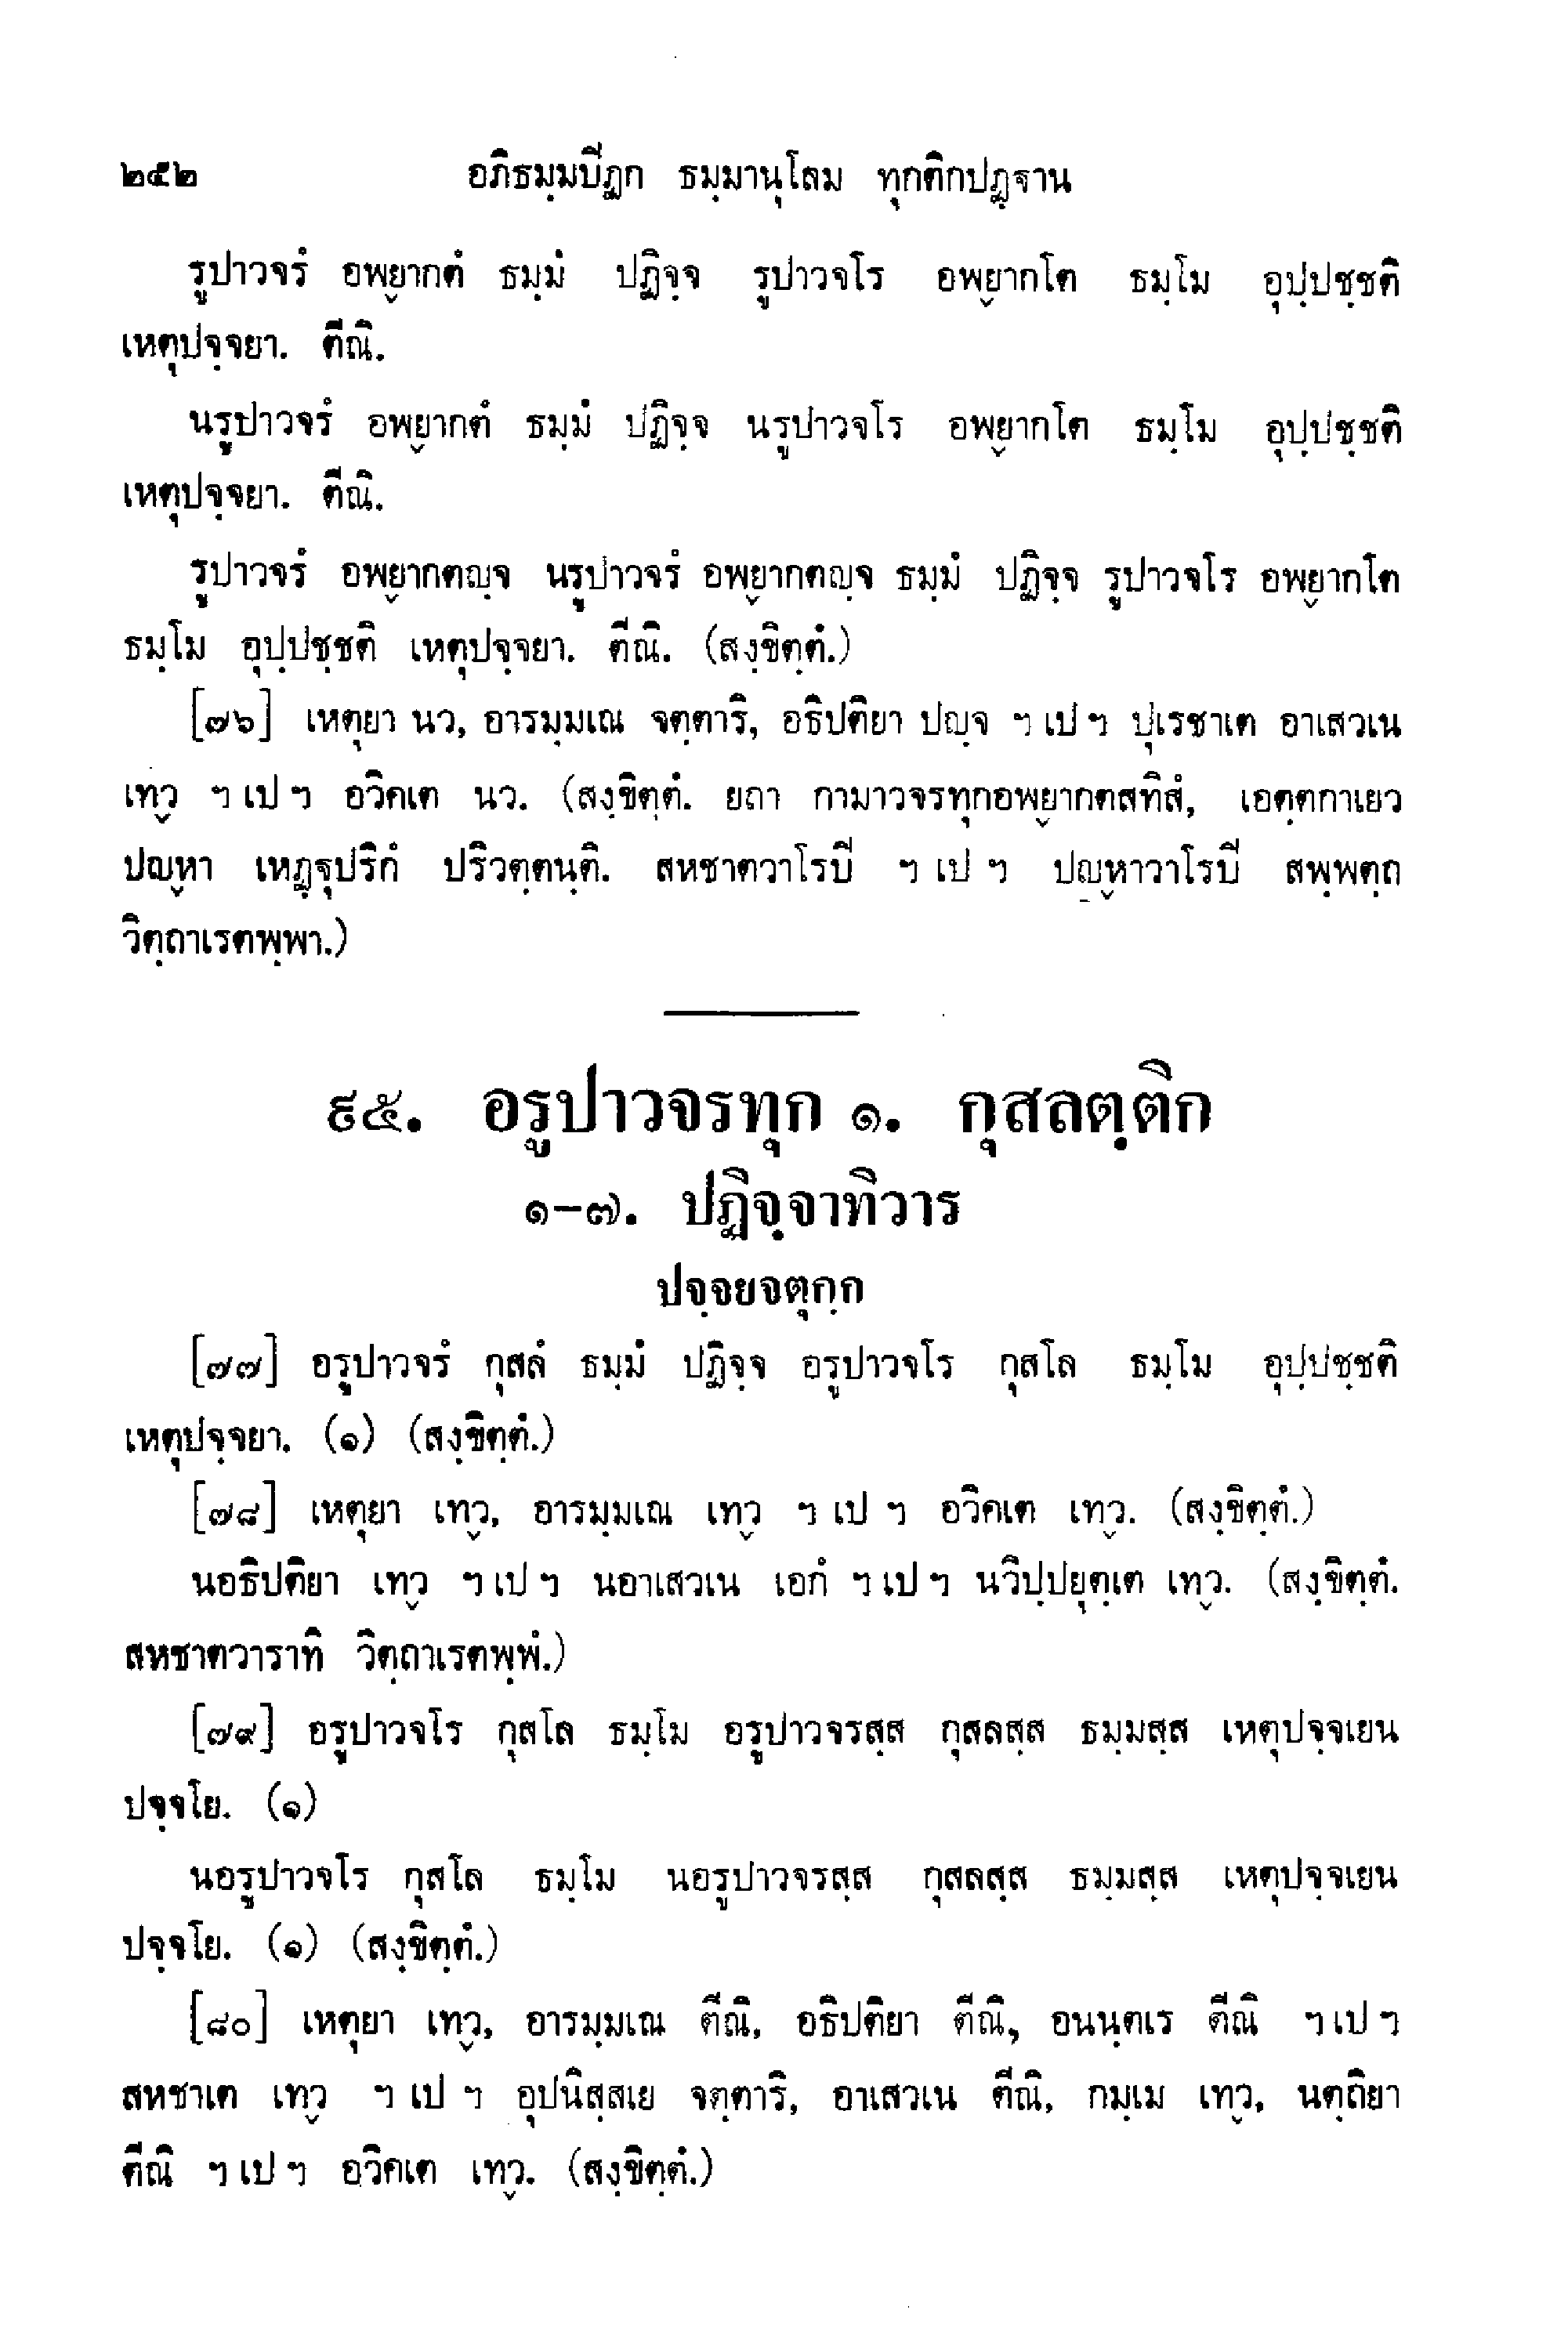 ๒๕๒ อภิธมฺมปิฏก ธมฺมานุโลม ทุกติกปฏฺฐาน
รูปาวจรํ อพฺยากตํ ธมฺมํ ปฏิจฺจ รูปาวจโร อพฺยากโต ธมฺโม อุปฺปชฺชติ
เหตุปจฺจยา. ตีณิ.
นรูปาวจรํ อพฺยากตํ ธมฺมํ ปฏิจฺจ นรูปาวจโร อพฺยากโต ธมฺโม อุปฺปชฺชติ
เหตุปจฺจยา. ตีณิ.
รูปาวจรํ อพฺยากตญฺจ นรูปาวจรํ อพฺยากตญฺจ ธมฺมํ ปฏิจฺจ รูปาวจโร อพฺยากโต
ธมฺโม อุปฺปชฺชติ เหตุปจฺจยา. ตีณิ. (สงฺขิตฺตํ.)
[๗๖] เหตุยา นว, อารมฺมเณ จตฺตาริ, อธิปติยา ปญฺจ ฯ เป ฯ ปุเรชาเต อาเสวเน
เทฺว ฯ เป ฯ อวิคเต นว. (สงฺขิตฺตํ. ยถา กามาวจรทุกอพฺยากตสทิสํ, เอตฺตกาเยว
ปญฺหา เหฏฺฐุปริกํ ปริวตฺตนฺติ. สหชาตวาโรปิ ฯ เป ฯ ปญฺหาวาโรปิ สพฺพตฺถ
วิตฺถาเรตพฺพา.)
๙๕. อรูปาวจรทุก ๑. กุสลตฺติก
๑-๗. ปฏิจฺจาทิวาร
ปจฺจยจตุกฺก
[๗๗] อรูปาวจรํ กุสลํ ธมฺมํ ปฏิจฺจ อรูปาวจโร กุสโล ธมฺโม อุปฺปชฺชติ
เหตุปจฺจยา. (๑) (สงฺขิตฺตํ.)
[๗๘] เหตุยา เทฺว, อารมฺมเณ เทฺว ฯ เป ฯ อวิคเต เทฺว. (สงฺขิตฺตํ.)
นอธิปติยา เทฺว ฯ เป ฯ นอาเสวเน เอกํ ฯ เป ฯ นวิปฺปยุตฺเต เทฺว. (สงฺขิตฺตํ.
สหชาตวาราทิ วิตฺถาเรตพฺพํ.)
[๗๙] อรูปาวจโร กุสโล ธมฺโม อรูปาวจรสฺส กุสลสฺส ธมฺมสฺส เหตุปจฺจเยน
ปจฺจโย. (๑)
นอรูปาวจโร กุสโล ธมฺโม นอรูปาวจรสฺส กุสลสฺส ธมฺมสฺส เหตุปจฺจเยน
ปจฺจโย. (๑) (สงฺขิตฺตํ.)
[๘๐] เหตุยา เทฺว, อารมฺมเณ ตีณิ, อธิปติยา ตีณิ, อนนฺตเร ตีณิ ฯ เป ฯ
สหชาเต เทฺว ฯ เป ฯ อุปนิสฺสเย จตฺตาริ, อาเสวเน ตีณิ, กมฺเม เทฺว, นตฺถิยา
ตีณิ ฯ เป ฯ อวิคเต เทฺว. (สงฺขิตฺตํ.)